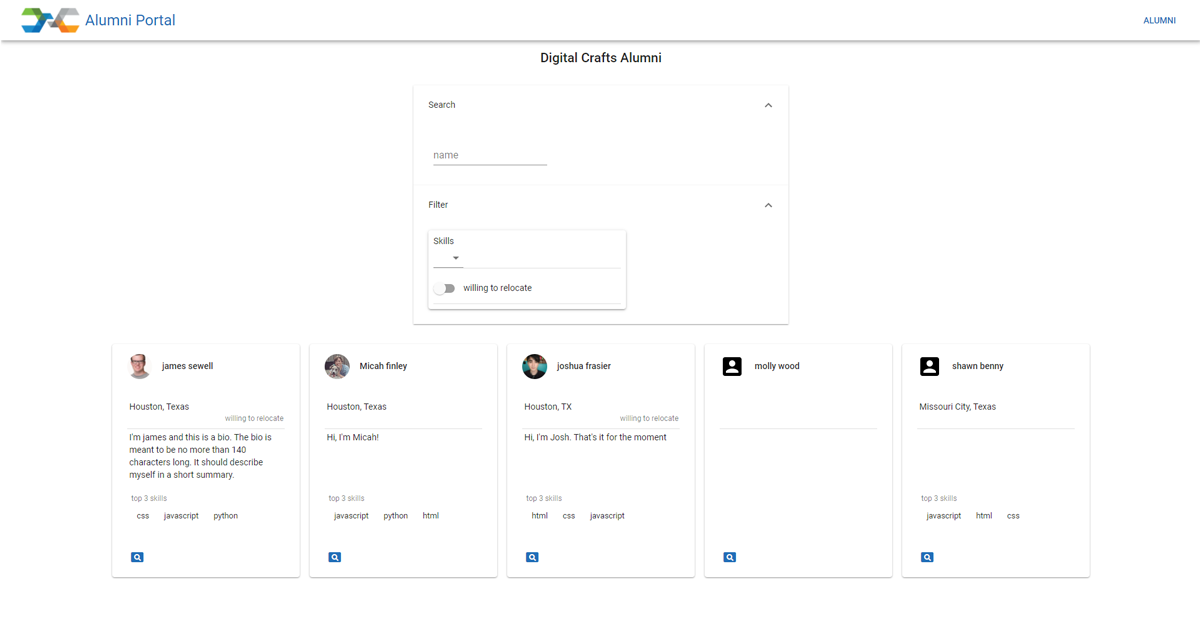 Alumni Portal
ALUMNI
Digital Crafts Alumni
Search
name
Filter
Skills
willing to relocate
james sewell
Houston, Texas
willing to relocate
I'm james and this is a bio. The bio is
meant to be no more than 140
characters long. It should describe
myself in a short summary.
top 3 skills
css javascript python
Micah finley
Houston, Texas
Hi, I'm Micah!
top 3 skills
javascript python html
joshua frasier
Houston, TX
willing to relocate
Hi, I'm Josh. That's it for the moment
top 3 skills
html css javascript
molly wood
shawn benny
Missouri City, Texas
top 3 skills
javascript html css